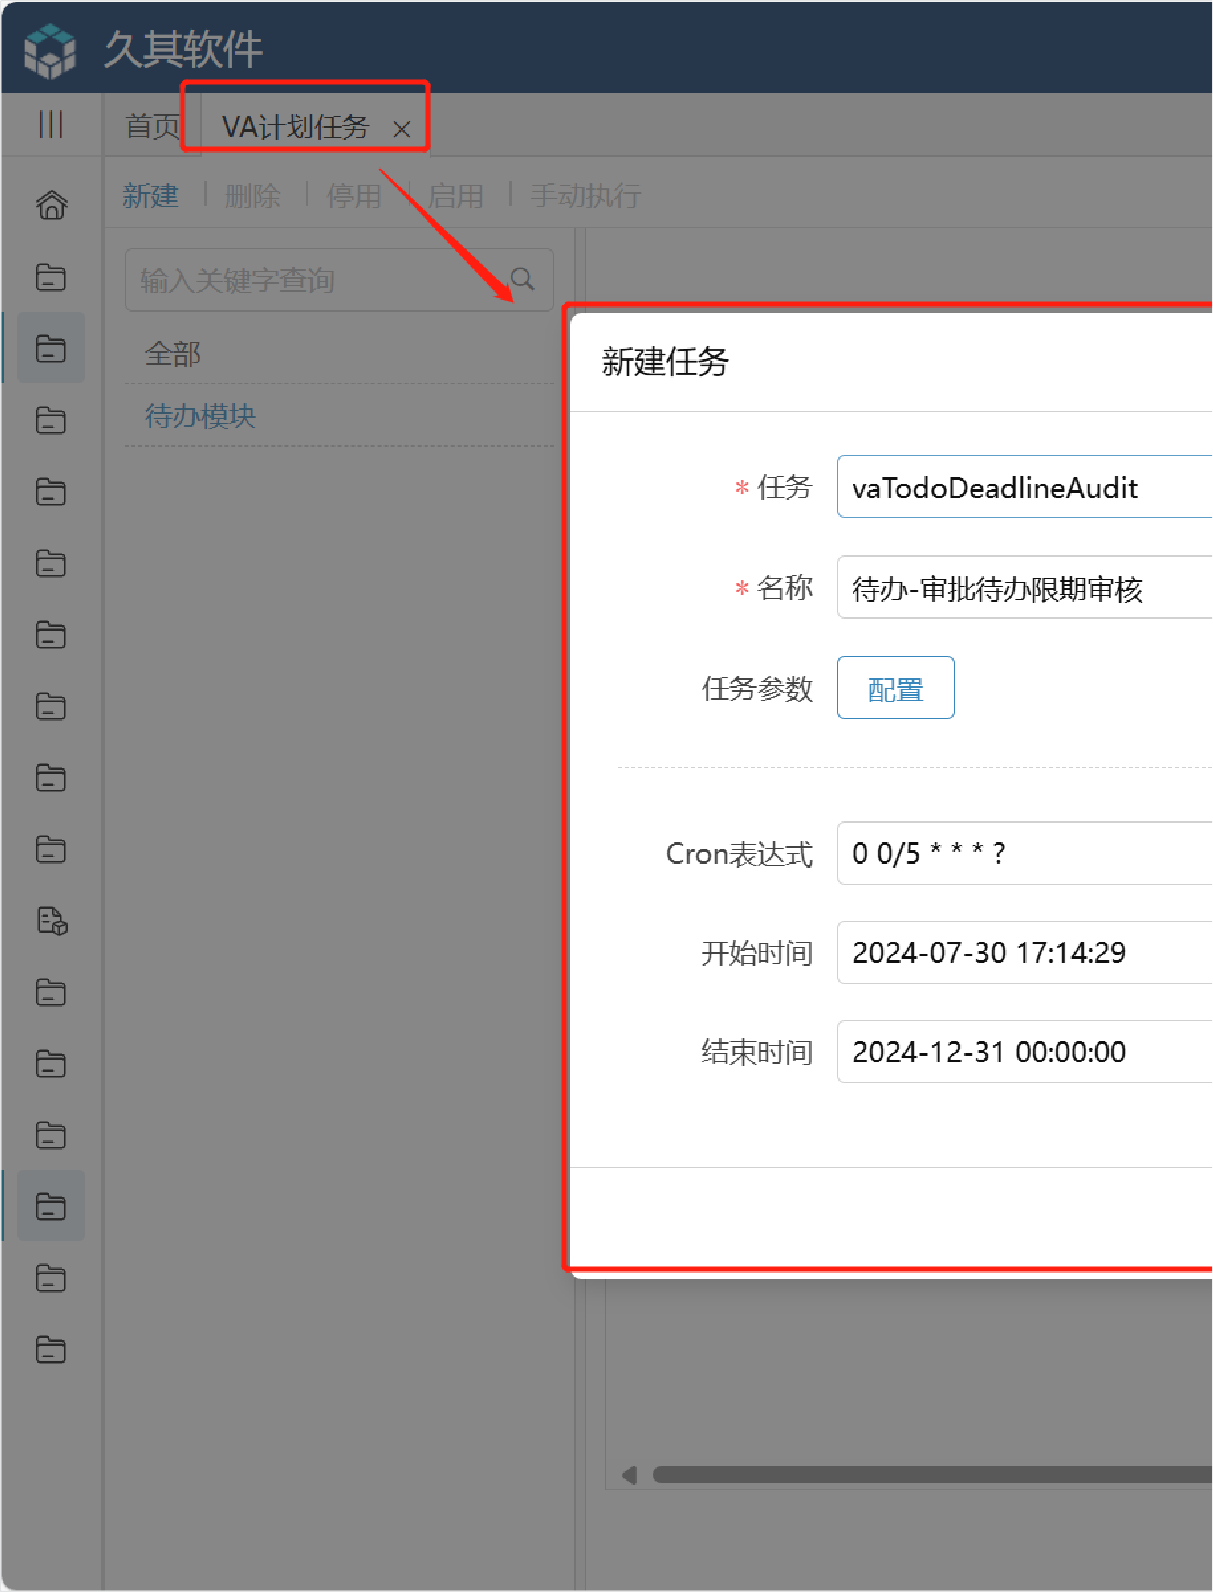 久其软件
首页 VA计划任务
新建 删除 停用 启用 手动执行
输入关键字查询
全部
待办模块
新建任务
* 任务 vaTodoDeadlineAudit
* 名称 待办-审批待办限期审核
任务参数 配置
Cron表达式 0 0/5 * * * ?
开始时间 2024-07-30 17:14:29
结束时间 2024-12-31 00:00:00